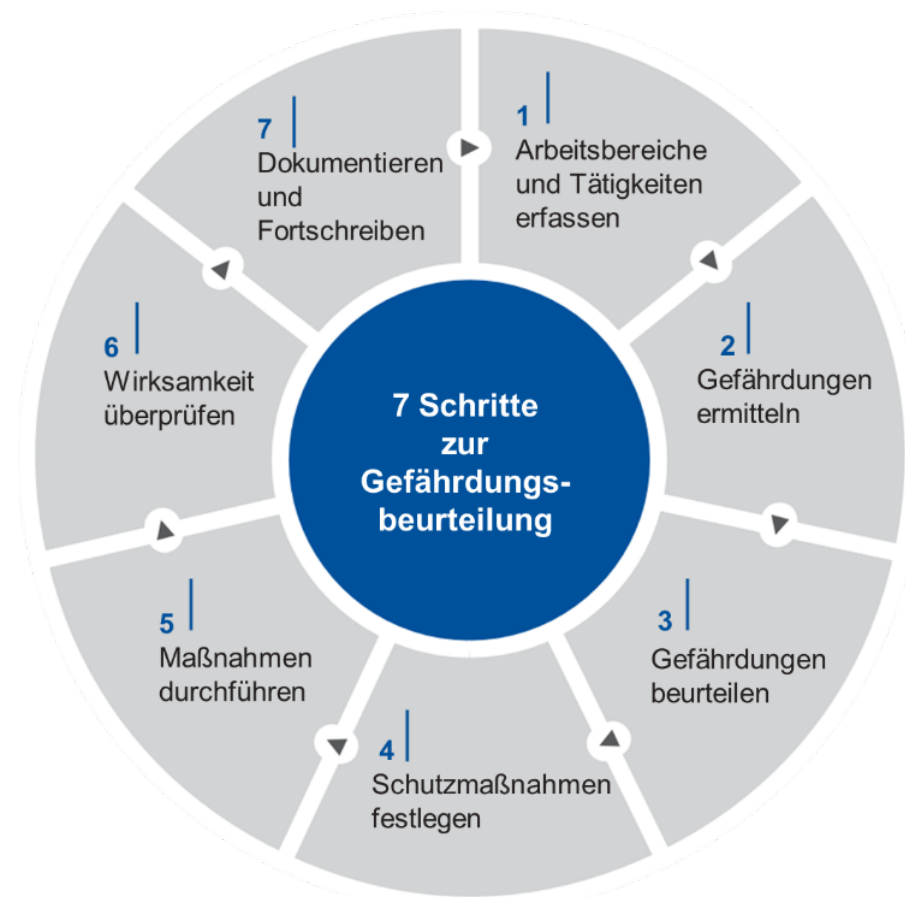 7 Schritte
zur
Gefährdungs-
beurteilung
1
Arbeitsbereiche
und Tätigkeiten
erfassen
2
Gefährdungen
ermitteln
3
Gefährdungen
beurteilen
4
Schutzmaßnahmen
festlegen
5
Maßnahmen
durchführen
6
Wirksamkeit
überprüfen
7
Dokumentieren
und
Fortschreiben